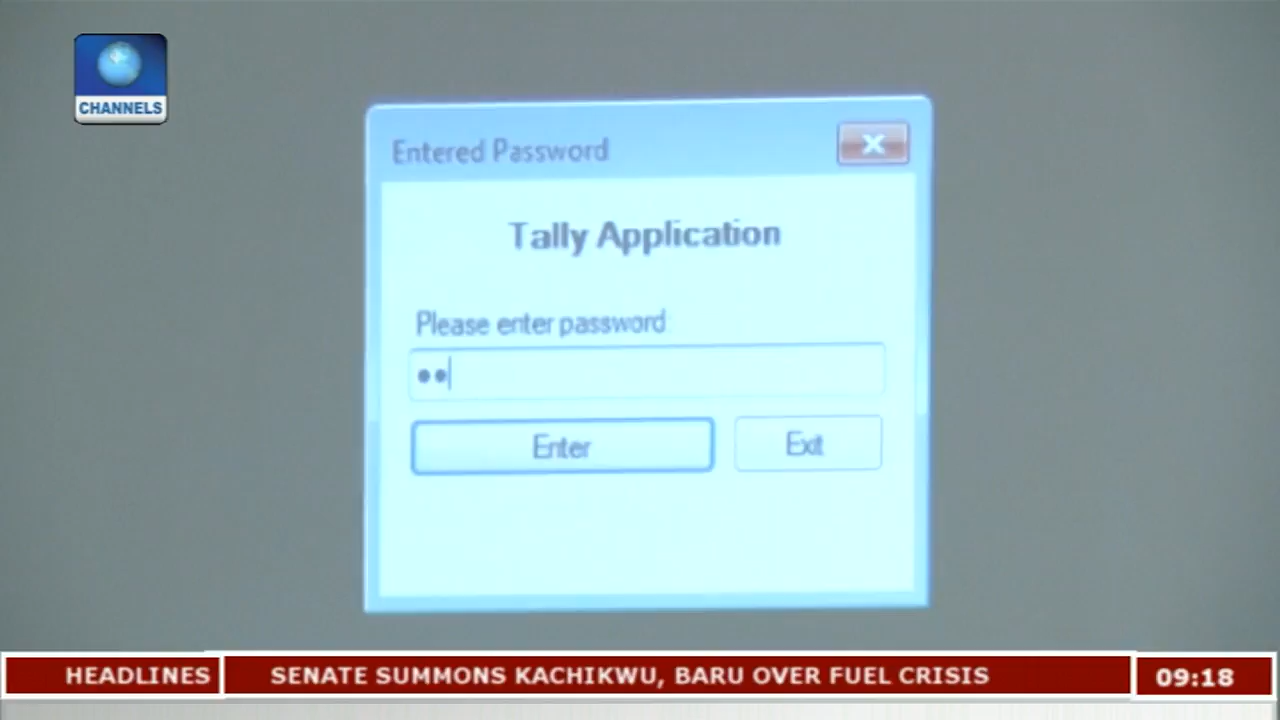 CHANNELS
Entered Password
Tally Application
Please enter password
Enter
Exit
HEADLINES
SENATE SUMMONS KACHIKWU, BARU OVER FUEL CRISIS
09:18